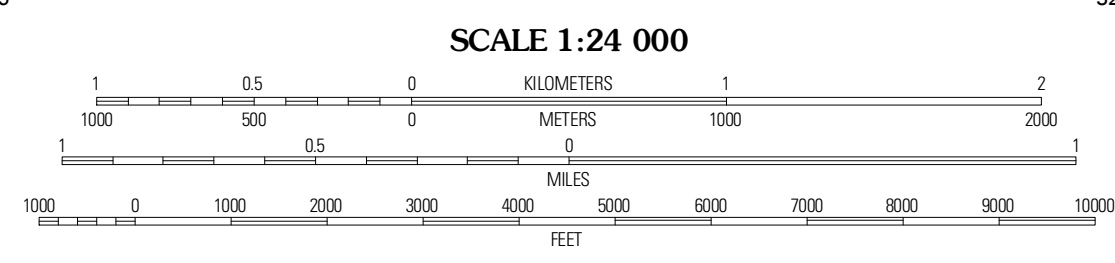 SCALE 1:24 000
1 0.5 0 KILOMETERS 1 2
1000 500 0 METERS 1000 2000
1 0.5 0 1
MILES
1000 0 1000 2000 3000 4000 5000 6000 7000 8000 9000 10000
FEET